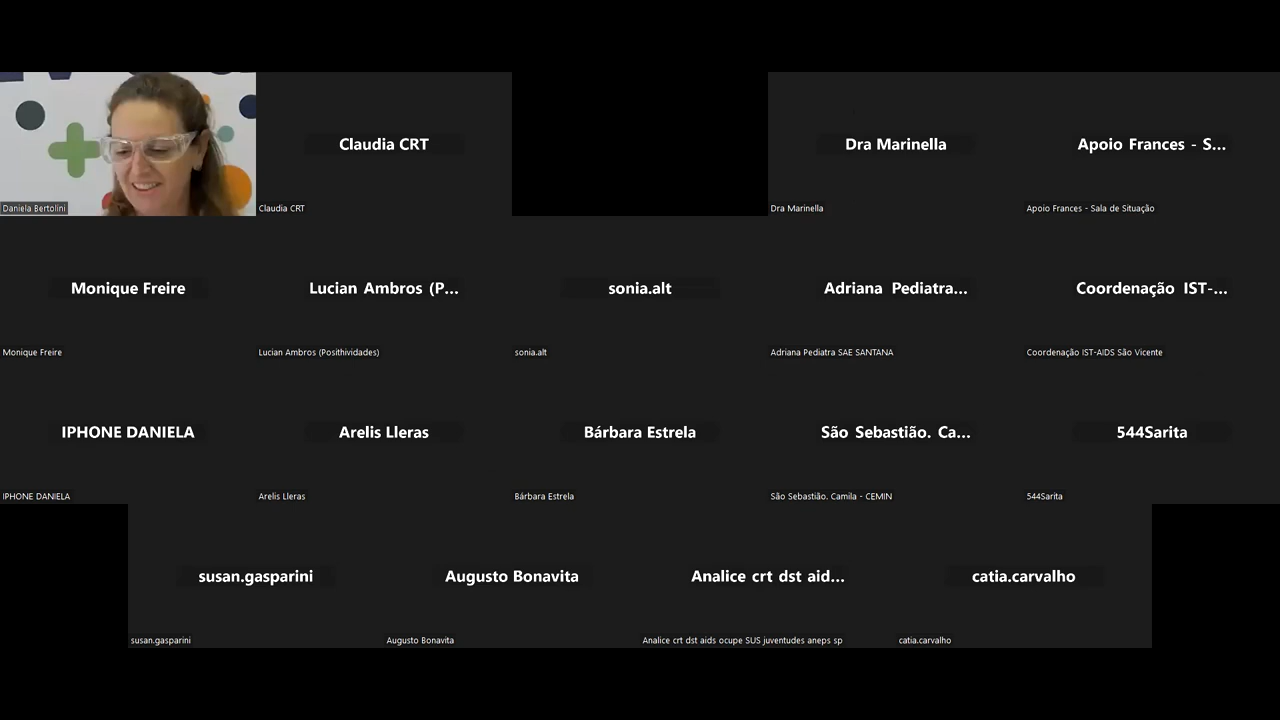 Daniela Bertolini
Claudia CRT
Claudia CRT
Dra Marinella
Dra Marinella
Apoio Frances - S...
Apoio Frances - Sala de Situação
Monique Freire
Monique Freire
Lucian Ambros (P...
Lucian Ambros (Posithividades)
sonia.alt
sonia.alt
Adriana Pediatra...
Adriana Pediatra SAE SANTANA
Coordenação IST-...
Coordenação IST-AIDS São Vicente
IPHONE DANIELA
IPHONE DANIELA
Arelis Lleras
Arelis Lleras
Bárbara Estrela
Bárbara Estrela
São Sebastião. Ca...
São Sebastião. Camila - CEMIN
544Sarita
544Sarita
susan.gasparini
susan.gasparini
Augusto Bonavita
Augusto Bonavita
Analice crt dst aid...
Analice crt dst aids ocupe SUS juventudes aneps sp
catia.carvalho
catia.carvalho